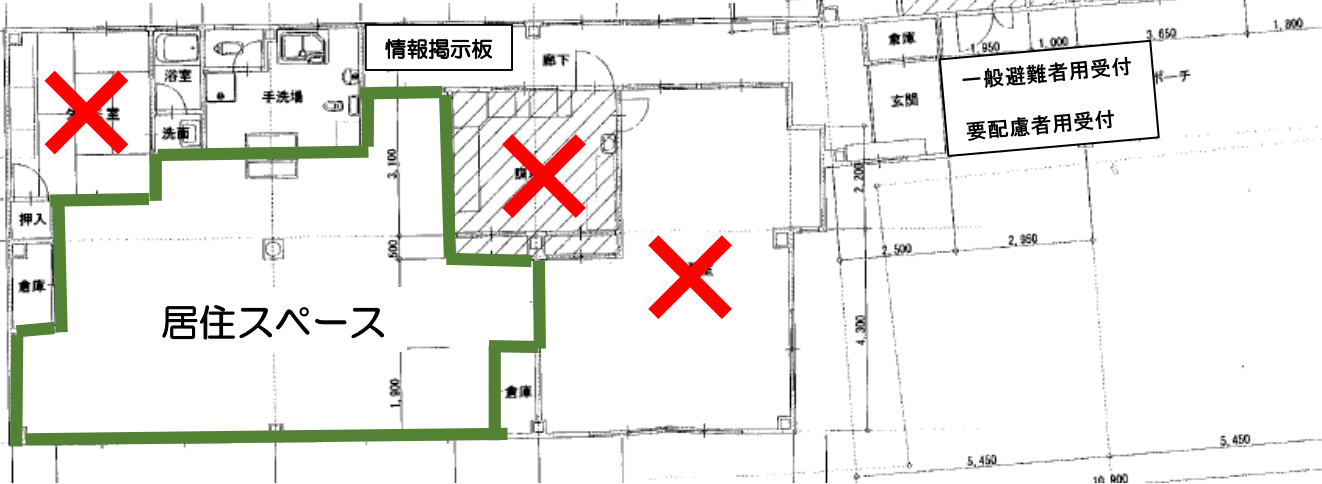 情報掲示板
倉庫
1,950
1,000
3,650
1,800
廊下
浴室
手洗場
一般避難者用受付
ポーチ
玄関
要配慮者用受付
洗面
室
3,100
2,200
押入
500
2,500
2,950
倉庫
居住スペース
4,300
1,900
倉庫
5,450
5,450
10,900